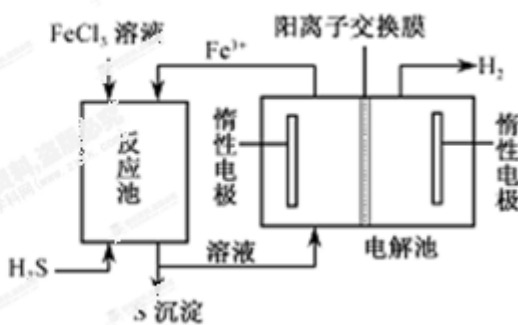 FeCl₃ 溶液
Fe³⁺
阳离子交换膜
H₂
反应池
惰性电极
惰性电极
H₂S
溶液
电解池
S 沉淀